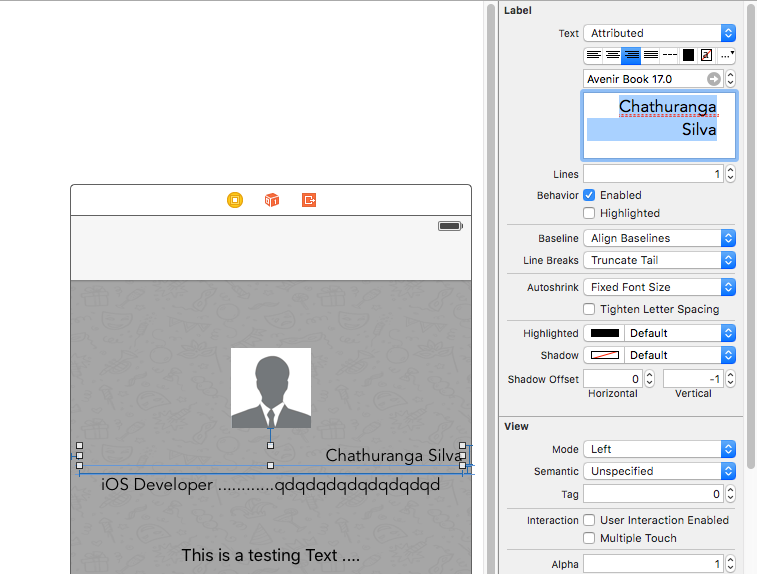 Label
Text Attributed
a ...
Avenir Book 17.0
Chathuranga
Silva
Lines 1
Behavior Enabled
Highlighted
Baseline Align Baselines
Line Breaks Truncate Tail
Autoshrink Fixed Font Size
Tighten Letter Spacing
Highlighted Default
Shadow Default
Shadow Offset 0 -1
Horizontal Vertical
View
Mode Left
Semantic Unspecified
Tag 0
Interaction User Interaction Enabled
Multiple Touch
Alpha 1
Chathuranga Silva
iOS Developer ............qdqdqdqdqdqdqdqd
This is a testing Text ....